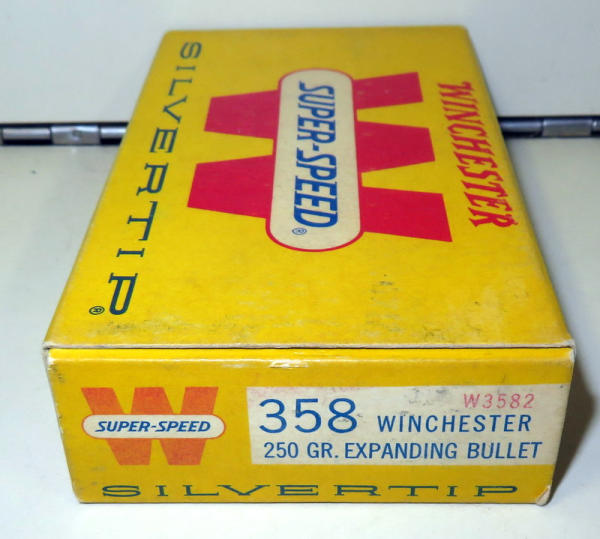 WINCHESTER
W
SUPER-SPEED®
SILVERTIP®
W
SUPER-SPEED
W3582
358 WINCHESTER
250 GR. EXPANDING BULLET
SILVERTIP